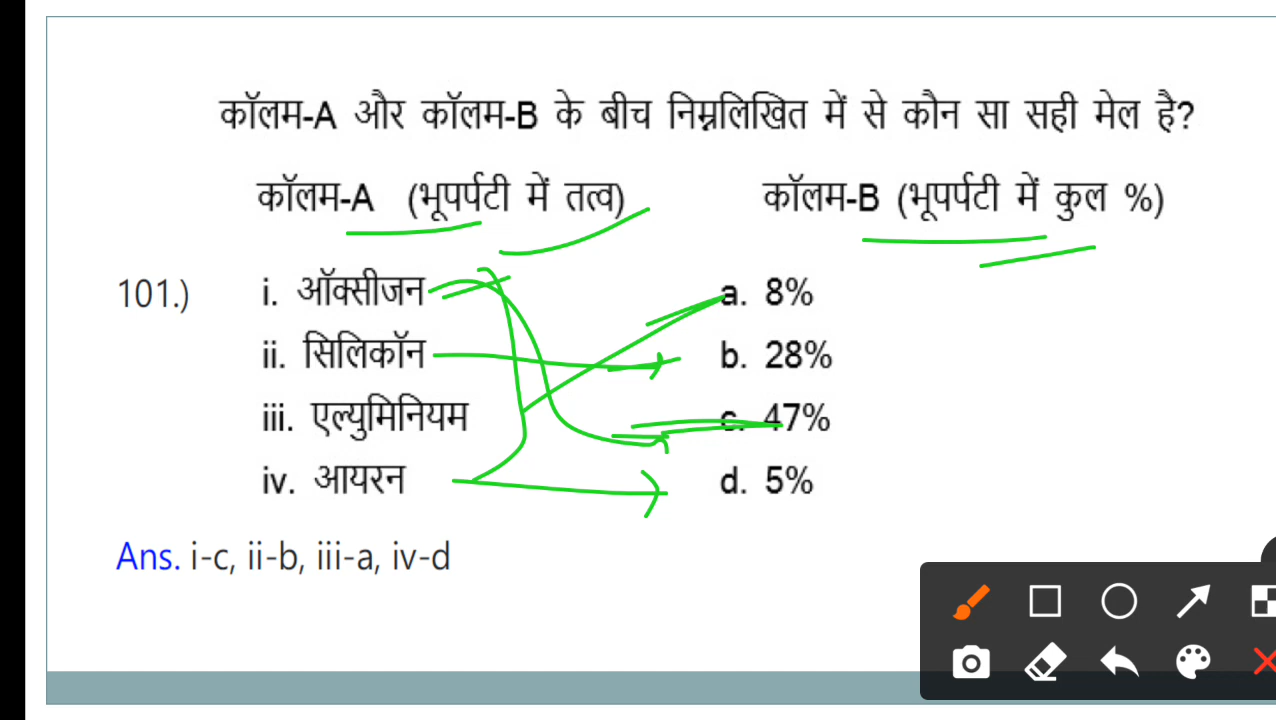 कॉलम-A और कॉलम-B के बीच निम्नलिखित में से कौन सा सही मेल है?
कॉलम-A (भूपर्पटी में तत्व) कॉलम-B (भूपर्पटी में कुल %)
101.) i. ऑक्सीजन a. 8%
ii. सिलिकॉन b. 28%
iii. एल्युमिनियम c. 47%
iv. आयरन d. 5%
Ans. i-c, ii-b, iii-a, iv-d